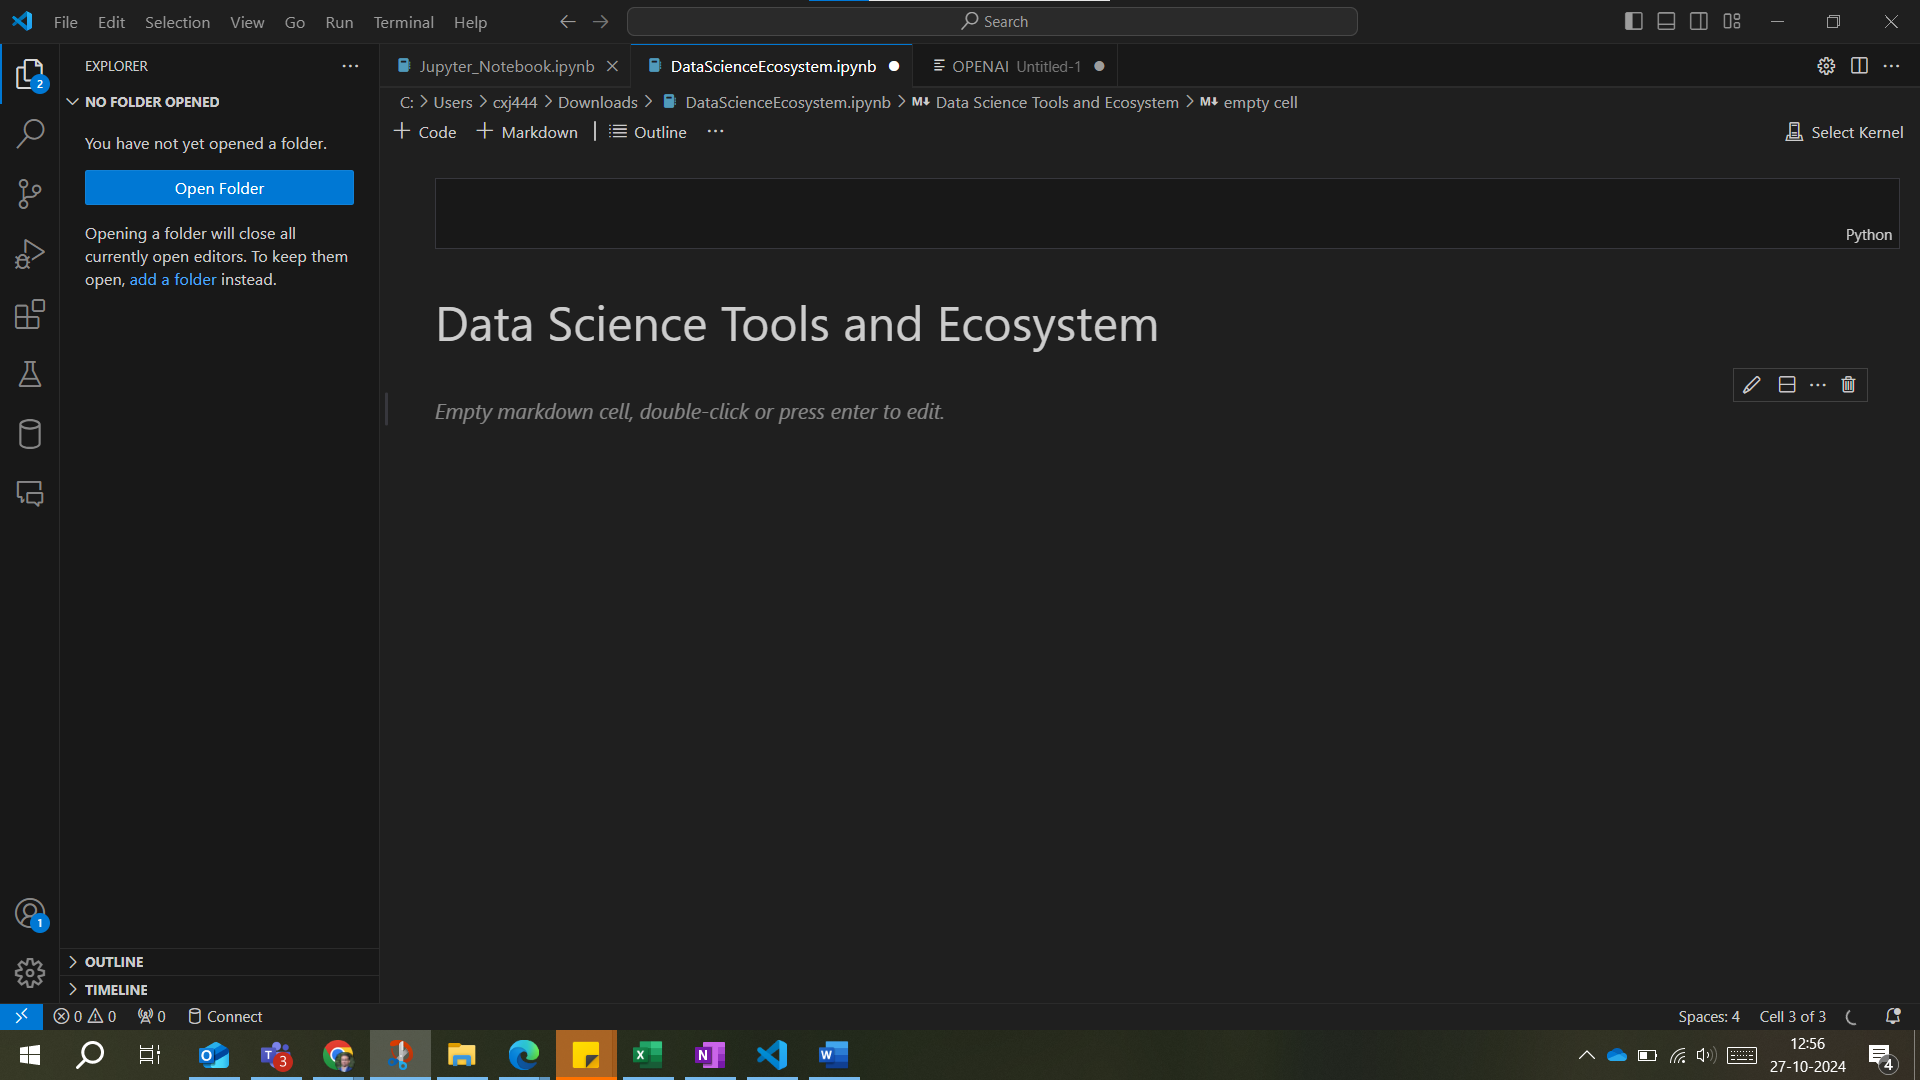 File Edit Selection View Go Run Terminal Help
Search
EXPLORER
NO FOLDER OPENED
You have not yet opened a folder.
Open Folder
Opening a folder will close all
currently open editors. To keep them
open, add a folder instead.
OUTLINE
TIMELINE
2
1
Jupyter_Notebook.ipynb DataScienceEcosystem.ipynb OPENAI Untitled-1
C: Users cxj444 Downloads DataScienceEcosystem.ipynb Data Science Tools and Ecosystem empty cell
Code Markdown Outline Select Kernel
Python
Data Science Tools and Ecosystem
Empty markdown cell, double-click or press enter to edit.
0 0 0 Connect Spaces: 4 Cell 3 of 3
3
12:56
27-10-2024
4